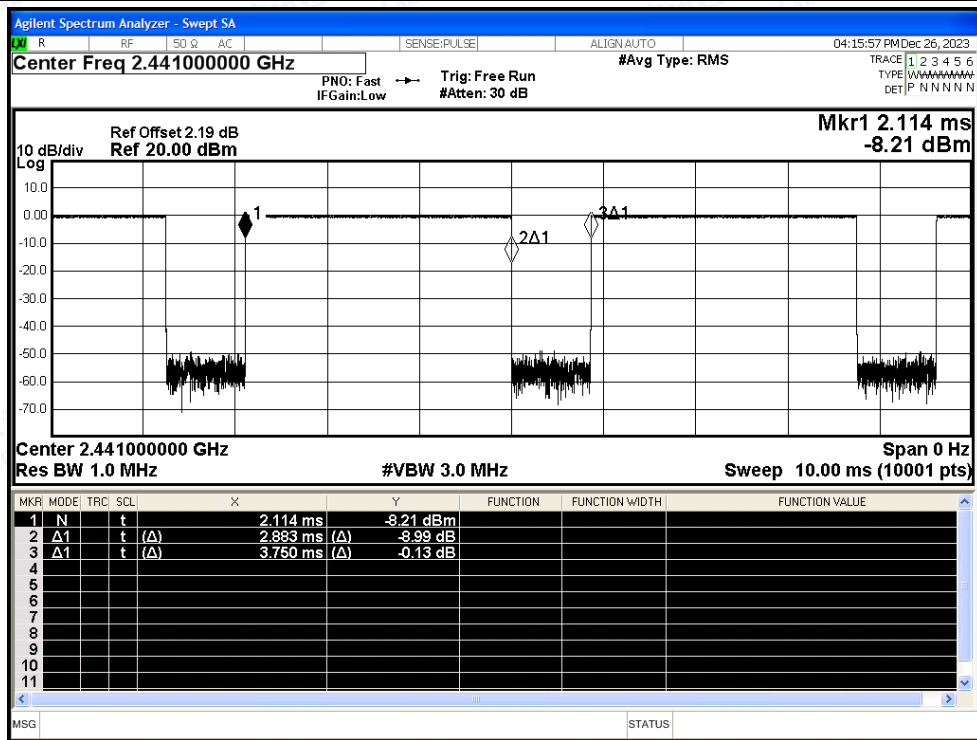 Agilent Spectrum Analyzer - Swept SA
LXI R RF 50 Ω AC SENSE:PULSE ALIGN AUTO 04:15:57 PM Dec 26, 2023
Center Freq 2.441000000 GHz #Avg Type: RMS TRACE 1 2 3 4 5 6
PNO: Fast Trig: Free Run TYPE WWWWWW
IFGain:Low #Atten: 30 dB DET P N N N N N
Mkr1 2.114 ms
Ref Offset 2.19 dB
10 dB/div Ref 20.00 dBm -8.21 dBm
Log
10.0
0.00
1
3Δ1
-10.0
2Δ1
-20.0
-30.0
-40.0
-50.0
-60.0
-70.0
Center 2.441000000 GHz Span 0 Hz
Res BW 1.0 MHz #VBW 3.0 MHz Sweep 10.00 ms (10001 pts)
MKR MODE TRC SCL X Y FUNCTION FUNCTION WIDTH FUNCTION VALUE
1 N t 2.114 ms -8.21 dBm
2 Δ1 t (Δ) 2.883 ms (Δ) -8.99 dB
3 Δ1 t (Δ) 3.750 ms (Δ) -0.13 dB
4
5
6
7
8
9
10
11
MSG STATUS